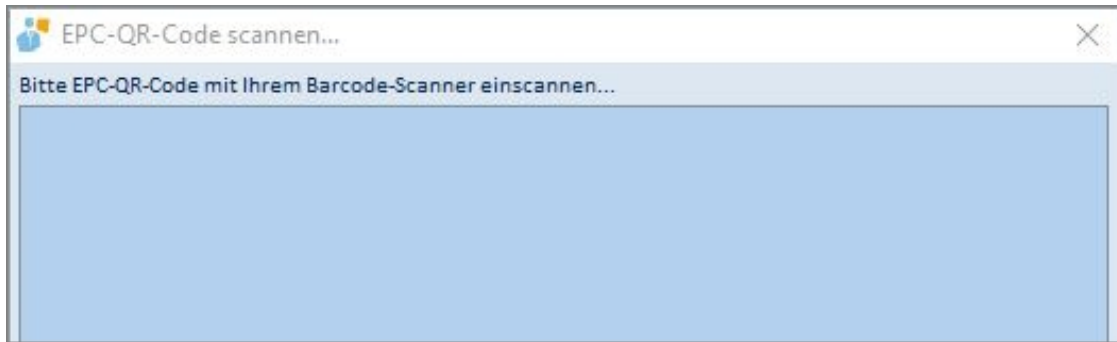 EPC-QR-Code scannen...
Bitte EPC-QR-Code mit Ihrem Barcode-Scanner einscannen...